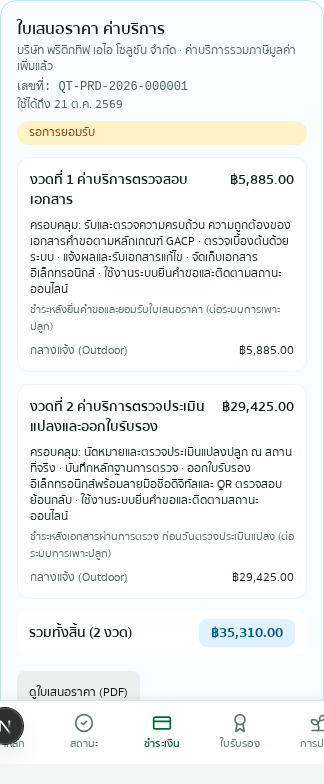 ใบเสนอราคา ค่าบริการ
บริษัท พรีดิกทิฟ เอไอ โซลูชัน จำกัด · ค่าบริการรวมภาษีมูลค่า
เพิ่มแล้ว
เลขที่: QT-PRD-2026-000001
ใช้ได้ถึง 21 ต.ค. 2569
รอการยอมรับ
งวดที่ 1 ค่าบริการตรวจสอบ ฿5,885.00
เอกสาร
ครอบคลุม: รับและตรวจความครบถ้วน ความถูกต้องของ
เอกสารคำขอตามหลักเกณฑ์ GACP · ตรวจเบื้องต้นด้วย
ระบบ · แจ้งผลและรับเอกสารแก้ไข · จัดเก็บเอกสาร
อิเล็กทรอนิกส์ · ใช้งานระบบยื่นคำขอและติดตามสถานะ
ออนไลน์
ชำระหลังยื่นคำขอและยอมรับใบเสนอราคา (ต่อระบบการเพาะ
ปลูก)
กลางแจ้ง (Outdoor) ฿5,885.00
งวดที่ 2 ค่าบริการตรวจประเมิน ฿29,425.00
แปลงและออกใบรับรอง
ครอบคลุม: นัดหมายและตรวจประเมินแปลงปลูก ณ สถาน
ที่จริง · บันทึกหลักฐานการตรวจ · ออกใบรับรอง
อิเล็กทรอนิกส์พร้อมลายมือชื่อดิจิทัลและ QR ตรวจสอบ
ย้อนกลับ · ใช้งานระบบยื่นคำขอและติดตามสถานะ
ออนไลน์
ชำระหลังเอกสารผ่านการตรวจ ก่อนวันตรวจประเมินแปลง (ต่อ
ระบบการเพาะปลูก)
กลางแจ้ง (Outdoor) ฿29,425.00
รวมทั้งสิ้น (2 งวด) ฿35,310.00
ดูใบเสนอราคา (PDF)
N
สถานะ ชำระเงิน ใบรับรอง